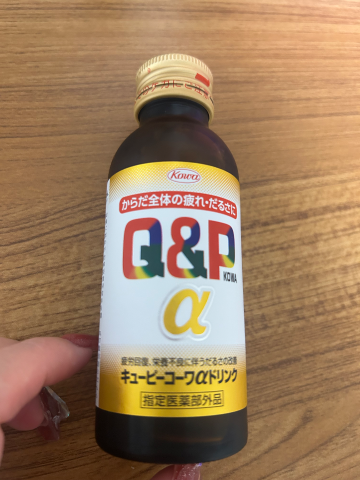 Kowa
からだ全体の疲れ・だるさに
Q&P
KOWA
α
疲労回復、栄養不良に伴うだるさの改善
キューピーコーワαドリンク
指定医薬部外品